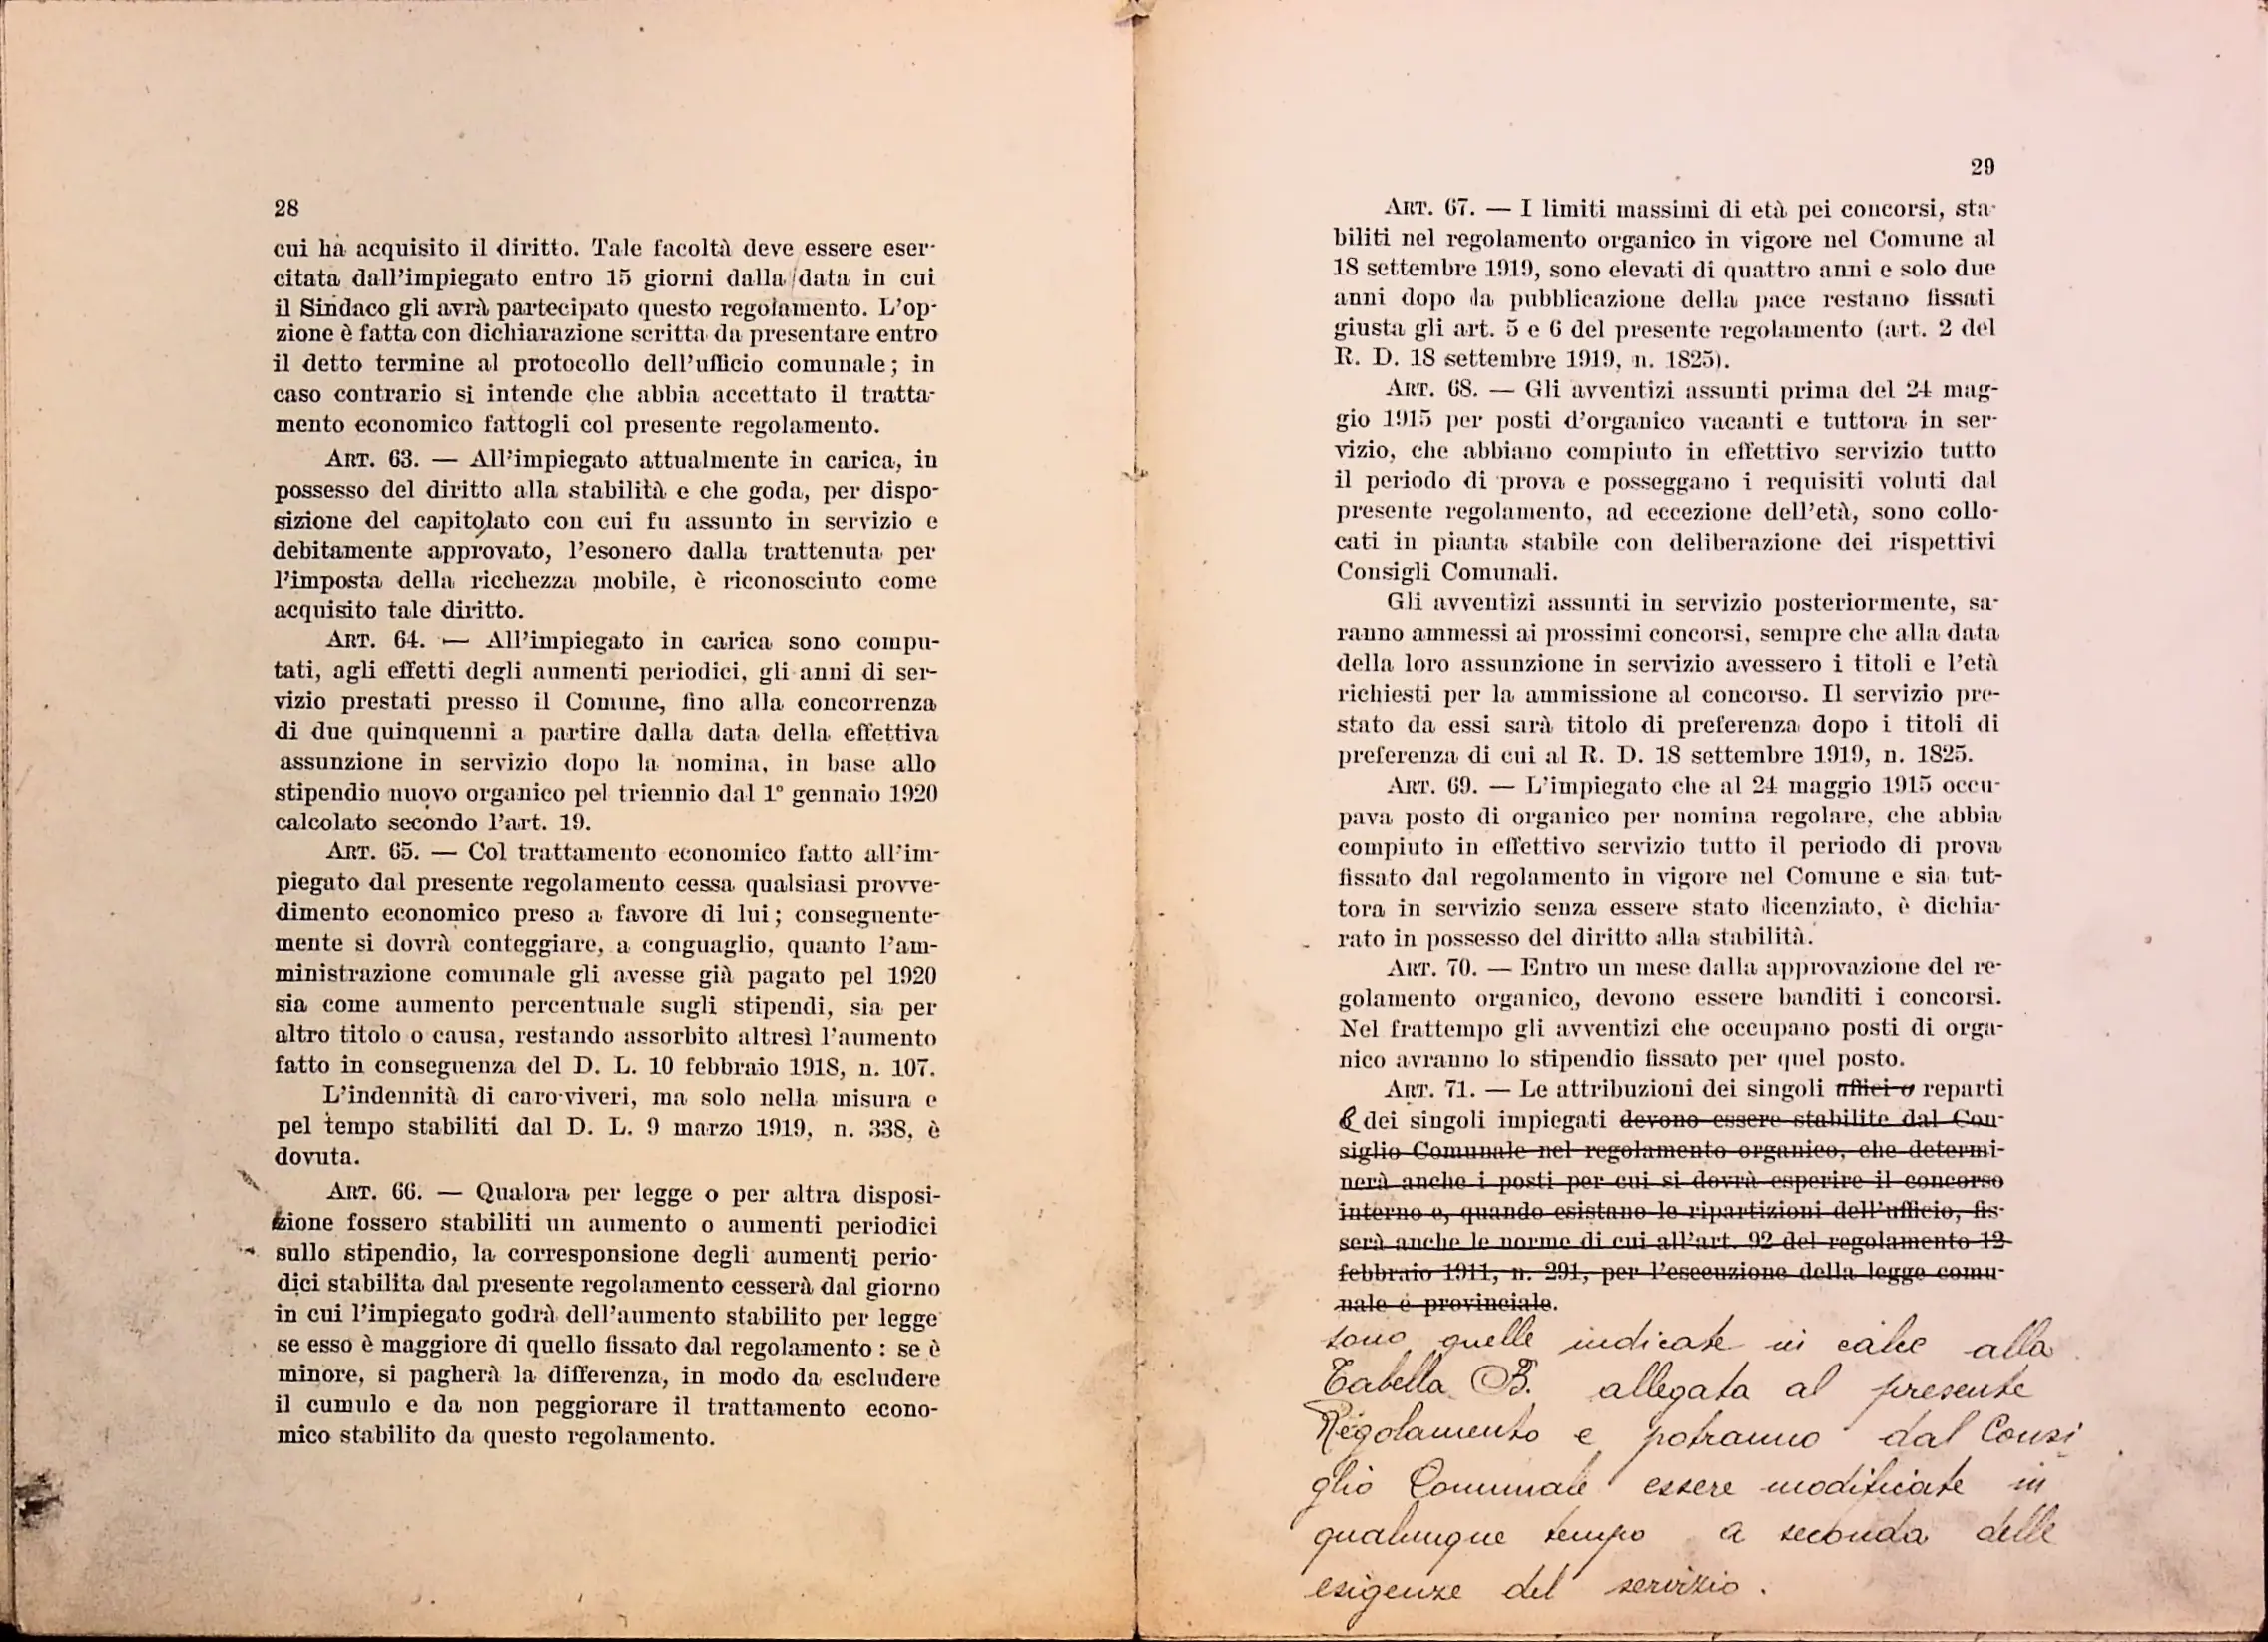 28
cui ha acquisito il diritto. Tale facoltà deve essere eser-
citata dall'impiegato entro 15 giorni dalla data in cui
il Sindaco gli avrà partecipato questo regolamento. L'op-
zione è fatta con dichiarazione scritta da presentare entro
il detto termine al protocollo dell'ufficio comunale; in
caso contrario si intende che abbia accettato il tratta-
mento economico fattogli col presente regolamento.
ART. 63. — All'impiegato attualmente in carica, in
possesso del diritto alla stabilità e che goda, per dispo-
sizione del capitolato con cui fu assunto in servizio e
debitamente approvato, l'esonero dalla trattenuta per
l'imposta della ricchezza mobile, è riconosciuto come
acquisito tale diritto.
ART. 64. — All'impiegato in carica sono compu-
tati, agli effetti degli aumenti periodici, gli anni di ser-
vizio prestati presso il Comune, fino alla concorrenza
di due quinquenni a partire dalla data della effettiva
assunzione in servizio dopo la nomina, in base allo
stipendio nuovo organico pel triennio dal 1° gennaio 1920
calcolato secondo l'art. 19.
ART. 65. — Col trattamento economico fatto all'im-
piegato dal presente regolamento cessa qualsiasi provve-
dimento economico preso a favore di lui; conseguente-
mente si dovrà conteggiare, a conguaglio, quanto l'am-
ministrazione comunale gli avesse già pagato pel 1920
sia come aumento percentuale sugli stipendi, sia per
altro titolo o causa, restando assorbito altresì l'aumento
fatto in conseguenza del D. L. 10 febbraio 1918, n. 107.
L'indennità di caro-viveri, ma solo nella misura e
pel tempo stabiliti dal D. L. 9 marzo 1919, n. 338, è
dovuta.
ART. 66. — Qualora per legge o per altra disposi-
zione fossero stabiliti un aumento o aumenti periodici
sullo stipendio, la corresponsione degli aumenti perio-
dici stabilita dal presente regolamento cesserà dal giorno
in cui l'impiegato godrà dell'aumento stabilito per legge
se esso è maggiore di quello fissato dal regolamento : se è
minore, si pagherà la differenza, in modo da escludere
il cumulo e da non peggiorare il trattamento econo-
mico stabilito da questo regolamento.
29
ART. 67. — I limiti massimi di età pei concorsi, sta-
biliti nel regolamento organico in vigore nel Comune al
18 settembre 1919, sono elevati di quattro anni e solo due
anni dopo la pubblicazione della pace restano fissati
giusta gli art. 5 e 6 del presente regolamento (art. 2 del
R. D. 18 settembre 1919, n. 1825).
ART. 68. — Gli avventizi assunti prima del 24 mag-
gio 1915 per posti d'organico vacanti e tuttora in ser-
vizio, che abbiano compiuto in effettivo servizio tutto
il periodo di prova e posseggano i requisiti voluti dal
presente regolamento, ad eccezione dell'età, sono collo-
cati in pianta stabile con deliberazione dei rispettivi
Consigli Comunali.
Gli avventizi assunti in servizio posteriormente, sa-
ranno ammessi ai prossimi concorsi, sempre che alla data
della loro assunzione in servizio avessero i titoli e l'età
richiesti per la ammissione al concorso. Il servizio pre-
stato da essi sarà titolo di preferenza dopo i titoli di
preferenza di cui al R. D. 18 settembre 1919, n. 1825.
ART. 69. — L'impiegato che al 24 maggio 1915 occu-
pava posto di organico per nomina regolare, che abbia
compiuto in effettivo servizio tutto il periodo di prova
fissato dal regolamento in vigore nel Comune e sia tut-
tora in servizio senza essere stato licenziato, è dichia-
rato in possesso del diritto alla stabilità.
ART. 70. — Entro un mese dalla approvazione del re-
golamento organico, devono essere banditi i concorsi.
Nel frattempo gli avventizi che occupano posti di orga-
nico avranno lo stipendio fissato per quel posto.
ART. 71. — Le attribuzioni dei singoli uffici o reparti
e dei singoli impiegati devono essere stabilite dal Con-
siglio Comunale nel regolamento organico, che determi-
nerà anche i posti per cui si dovrà esperire il concorso
interno e, quando esistano le ripartizioni dell'ufficio, fis-
serà anche le norme di cui all'art. 92 del regolamento 12
febbraio 1911, n. 291, per l'esecuzione della legge comu-
nale e provinciale.
sono quelle indicate in calce alla
Tabella B. allegata al presente
Regolamento e potranno dal Consi
glio Comunale essere modificate in
qualunque tempo a seconda delle
esigenze del servizio.